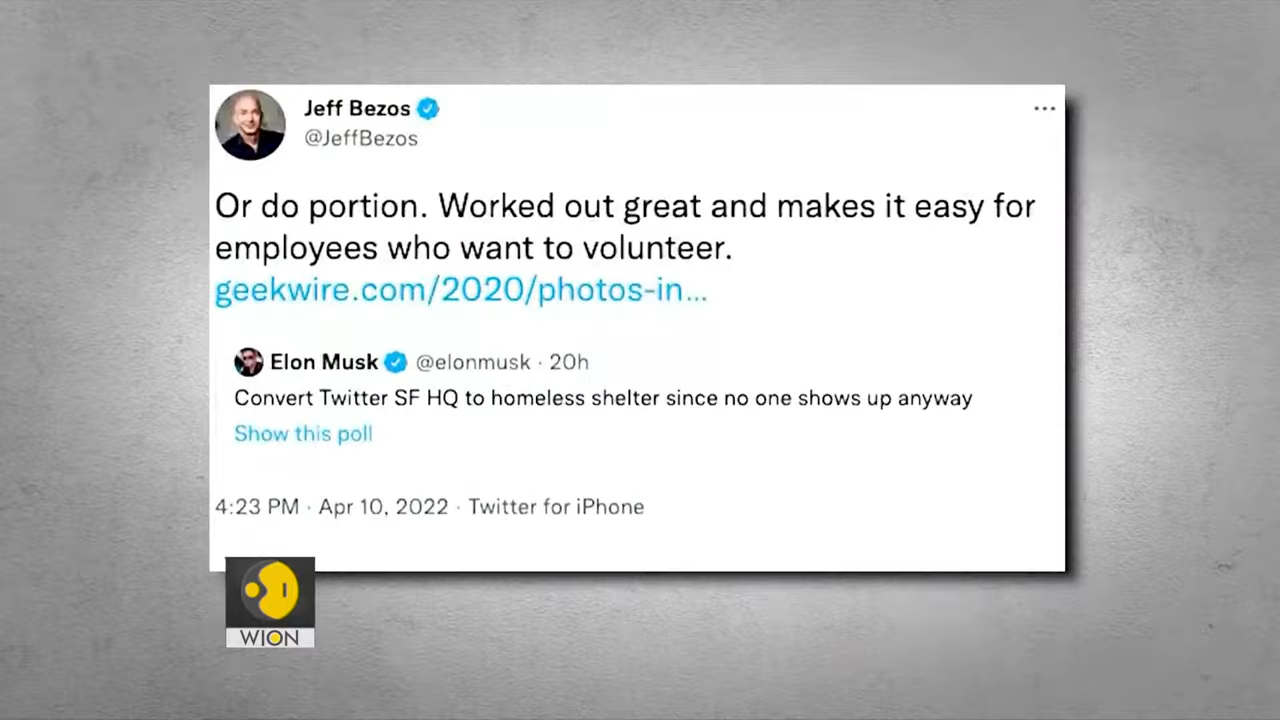 Jeff Bezos
@JeffBezos
Or do portion. Worked out great and makes it easy for
employees who want to volunteer.
geekwire.com/2020/photos-in...
Elon Musk @elonmusk · 20h
Convert Twitter SF HQ to homeless shelter since no one shows up anyway
Show this poll
4:23 PM · Apr 10, 2022 · Twitter for iPhone
WION